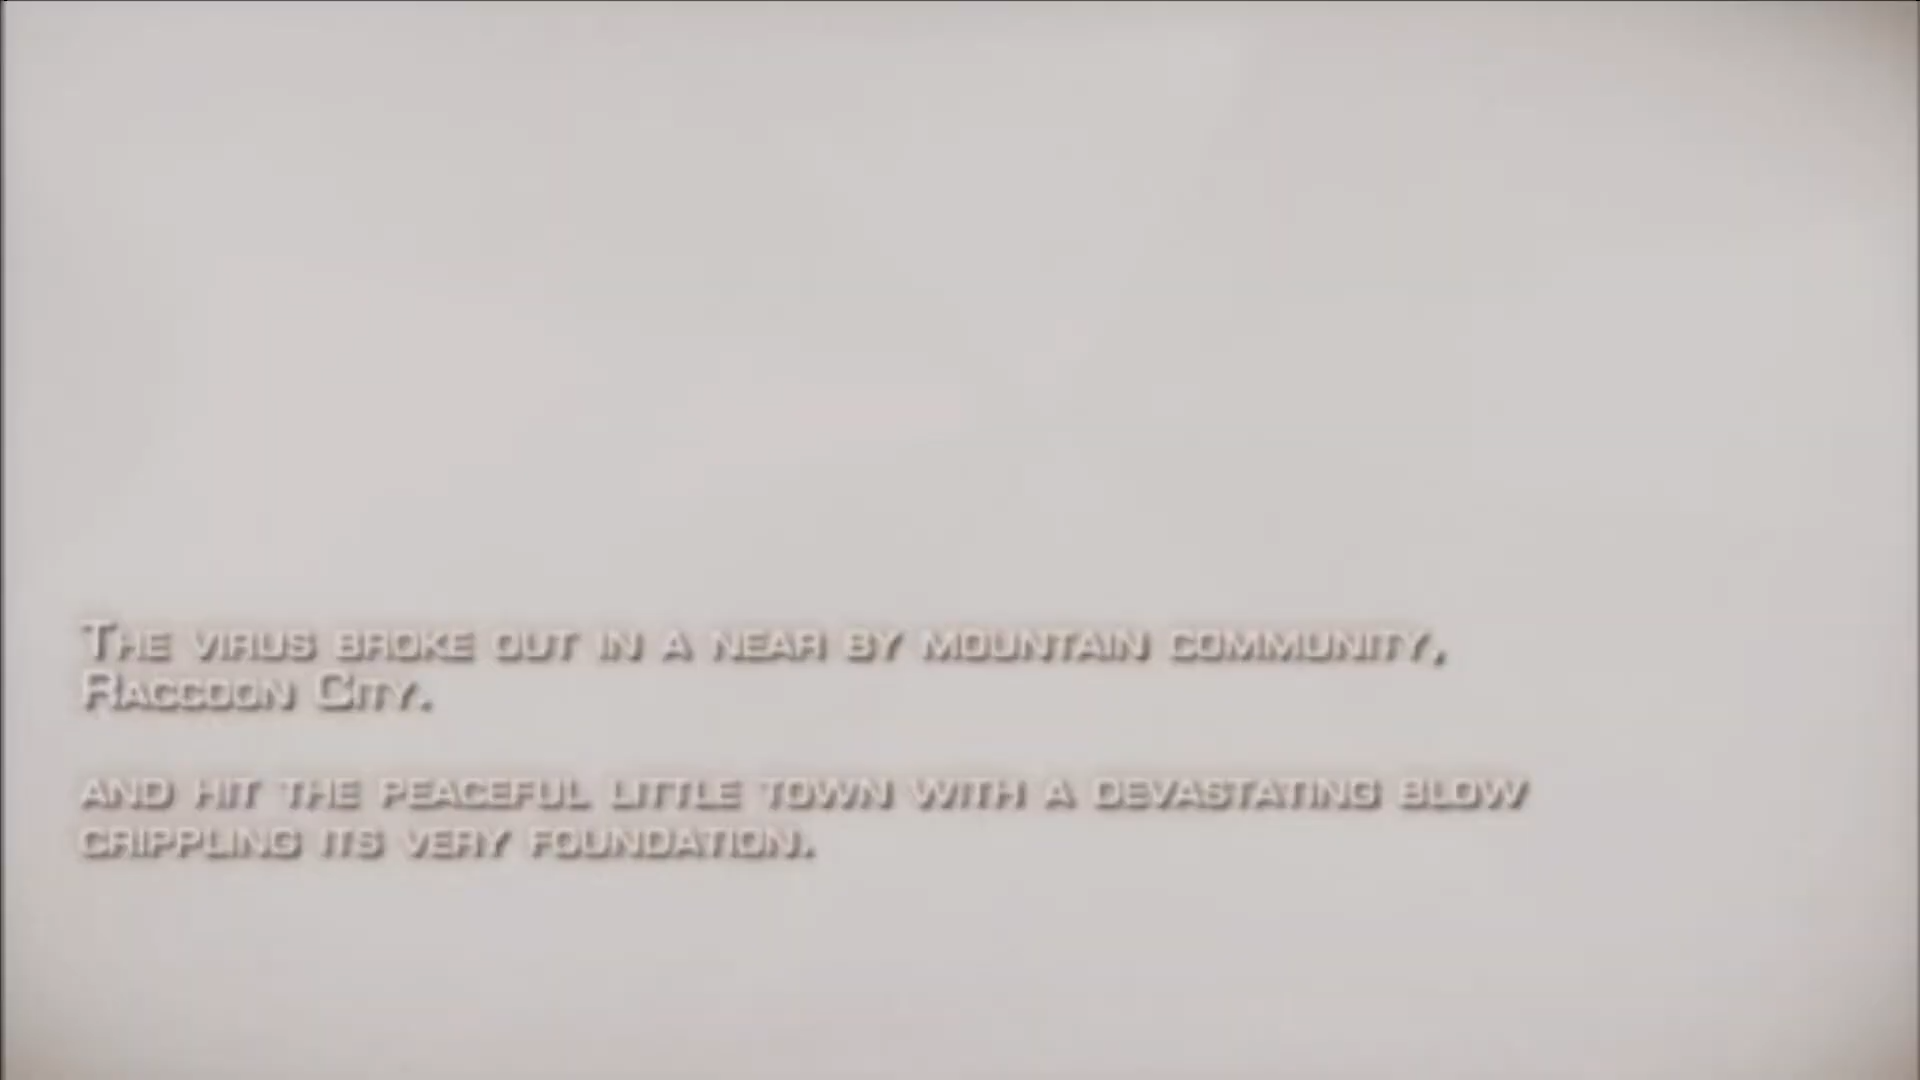 The virus broke out in a near by mountain community,
Raccoon City.
and hit the peaceful little town with a devastating blow
crippling its very foundation.